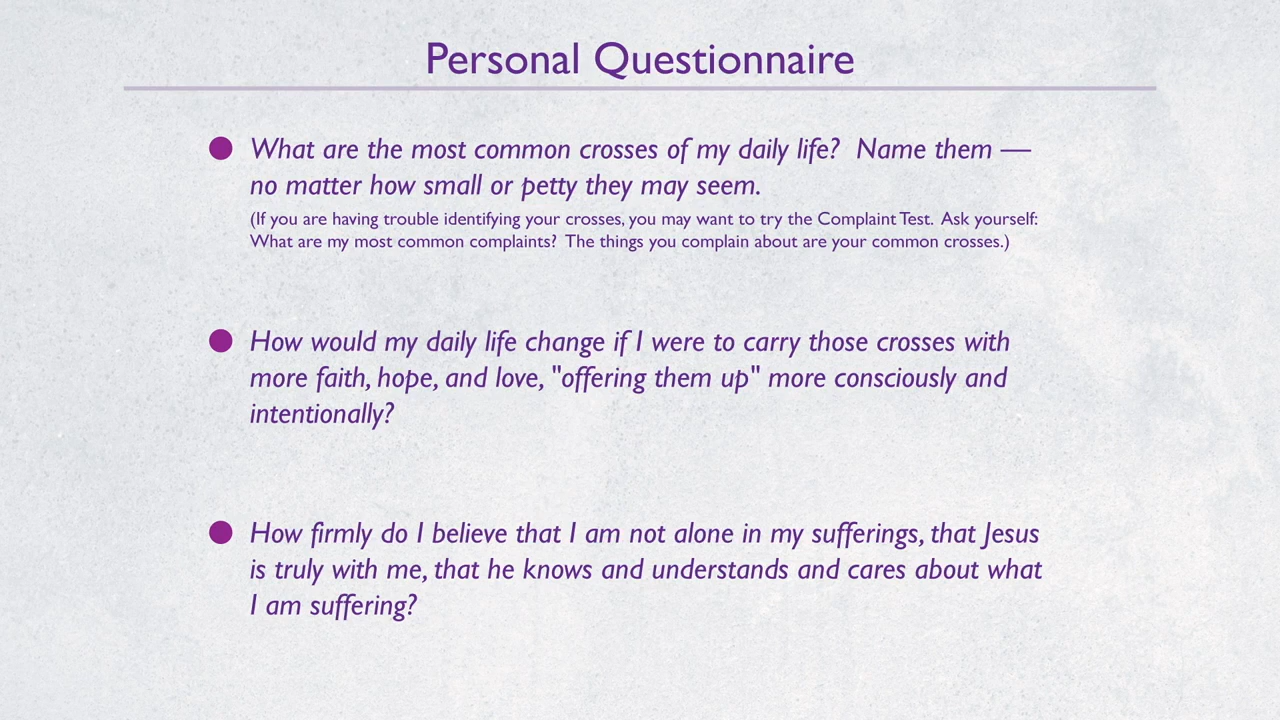 Personal Questionnaire
What are the most common crosses of my daily life?  Name them —
no matter how small or petty they may seem.
(If you are having trouble identifying your crosses, you may want to try the Complaint Test.  Ask yourself:
What are my most common complaints?  The things you complain about are your common crosses.)
How would my daily life change if I were to carry those crosses with
more faith, hope, and love, "offering them up" more consciously and
intentionally?
How firmly do I believe that I am not alone in my sufferings, that Jesus
is truly with me, that he knows and understands and cares about what
I am suffering?